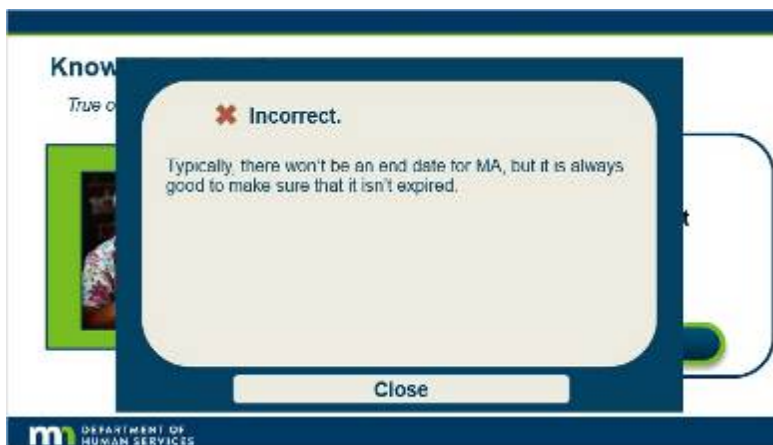 Know
True o
✖ Incorrect.
Typically, there won't be an end date for MA, but it is always
good to make sure that it isn't expired.
t
Close
mn DEPARTMENT OF
HUMAN SERVICES